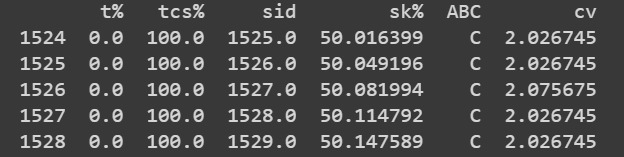 t% tcs% sid sk% ABC cv
1524 0.0 100.0 1525.0 50.016399 C 2.026745
1525 0.0 100.0 1526.0 50.049196 C 2.026745
1526 0.0 100.0 1527.0 50.081994 C 2.075675
1527 0.0 100.0 1528.0 50.114792 C 2.026745
1528 0.0 100.0 1529.0 50.147589 C 2.026745